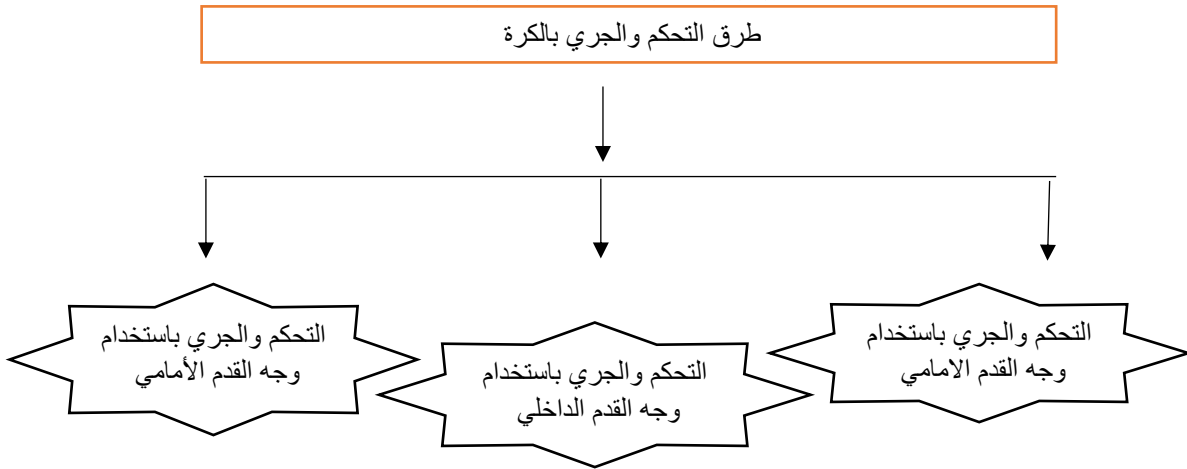 طرق التحكم والجري بالكرة
التحكم والجري باستخدام
وجه القدم الامامي
التحكم والجري باستخدام
وجه القدم الداخلي
التحكم والجري باستخدام
وجه القدم الأمامي